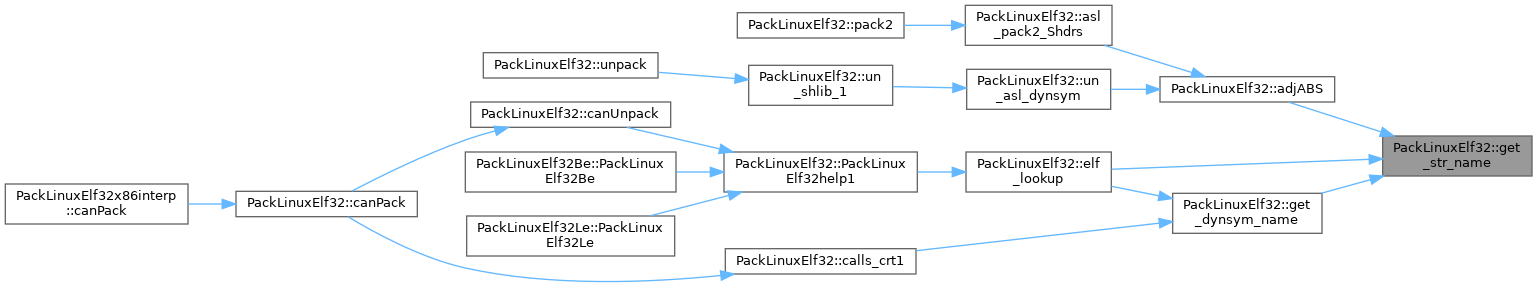 PackLinuxElf32::pack2
PackLinuxElf32::asl
_pack2_Shdrs
PackLinuxElf32::unpack
PackLinuxElf32::un
_shlib_1
PackLinuxElf32::un
_asl_dynsym
PackLinuxElf32::adjABS
PackLinuxElf32::canUnpack
PackLinuxElf32::get
_str_name
PackLinuxElf32Be::PackLinux
Elf32Be
PackLinuxElf32::PackLinux
Elf32help1
PackLinuxElf32::elf
_lookup
PackLinuxElf32x86interp
::canPack
PackLinuxElf32::canPack
PackLinuxElf32::get
_dynsym_name
PackLinuxElf32Le::PackLinux
Elf32Le
PackLinuxElf32::calls_crt1